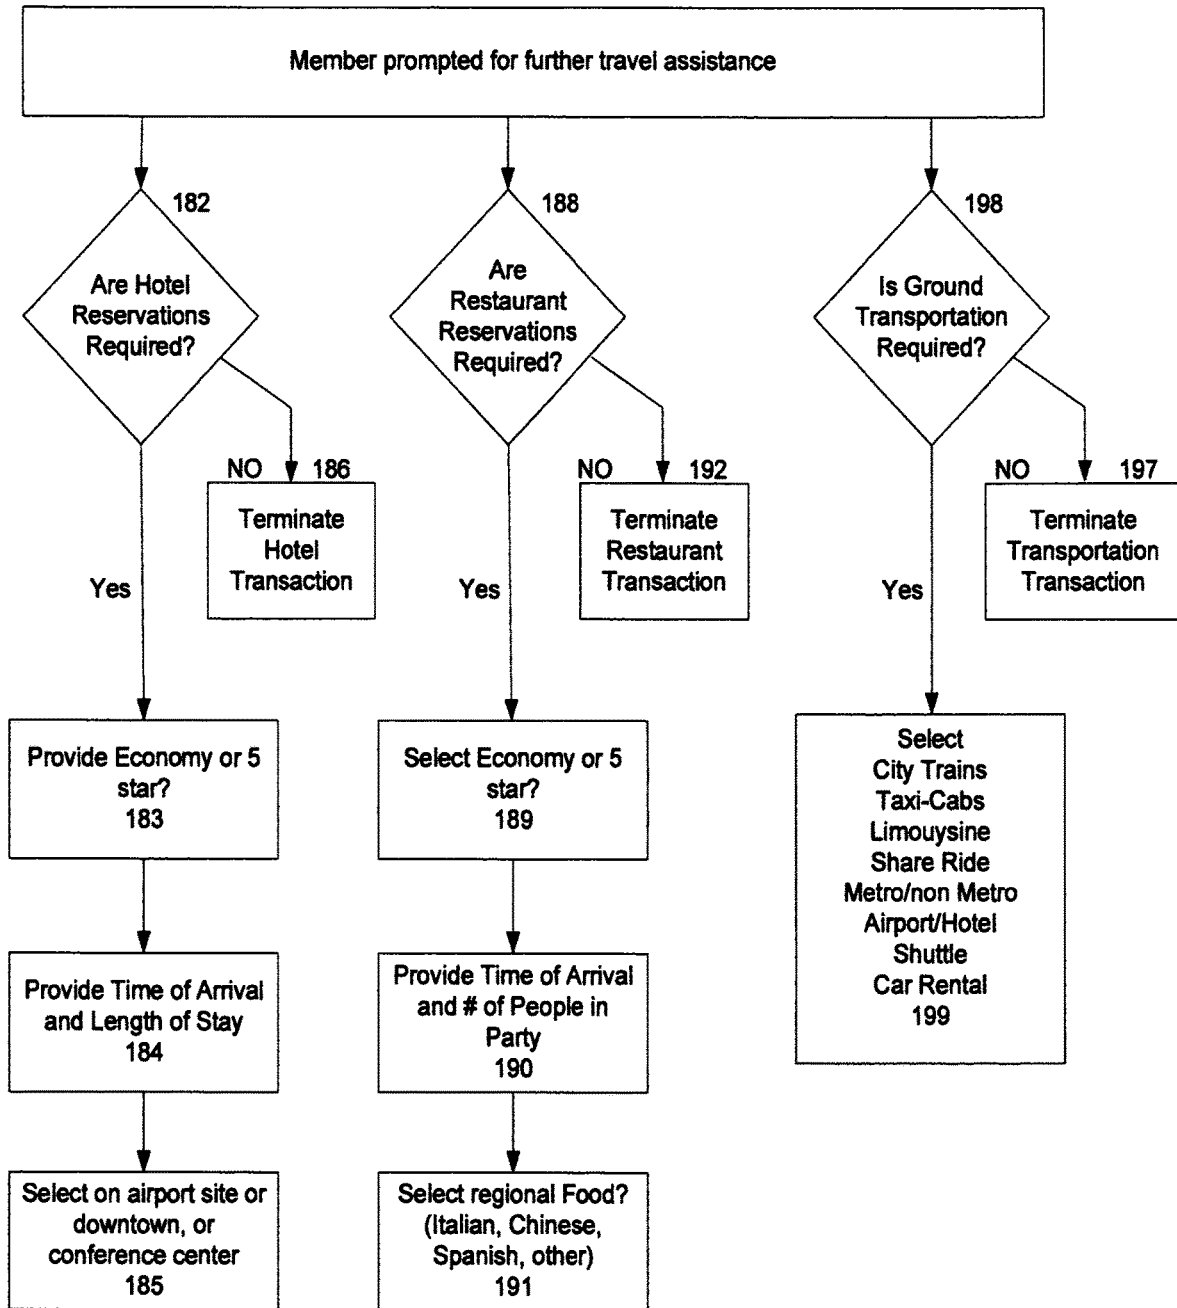 Member prompted for further travel assistance
182
Are Hotel
Reservations
Required?
NO 186
Terminate
Hotel
Transaction
Yes
Provide Economy or 5
star?
183
Provide Time of Arrival
and Length of Stay
184
Select on airport site or
downtown, or
conference center
185
188
Are
Restaurant
Reservations
Required?
NO 192
Terminate
Restaurant
Transaction
Yes
Select Economy or 5
star?
189
Provide Time of Arrival
and # of People in
Party
190
Select regional Food?
(Italian, Chinese,
Spanish, other)
191
198
Is Ground
Transportation
Required?
NO 197
Terminate
Transportation
Transaction
Yes
Select
City Trains
Taxi-Cabs
Limouysine
Share Ride
Metro/non Metro
Airport/Hotel
Shuttle
Car Rental
199